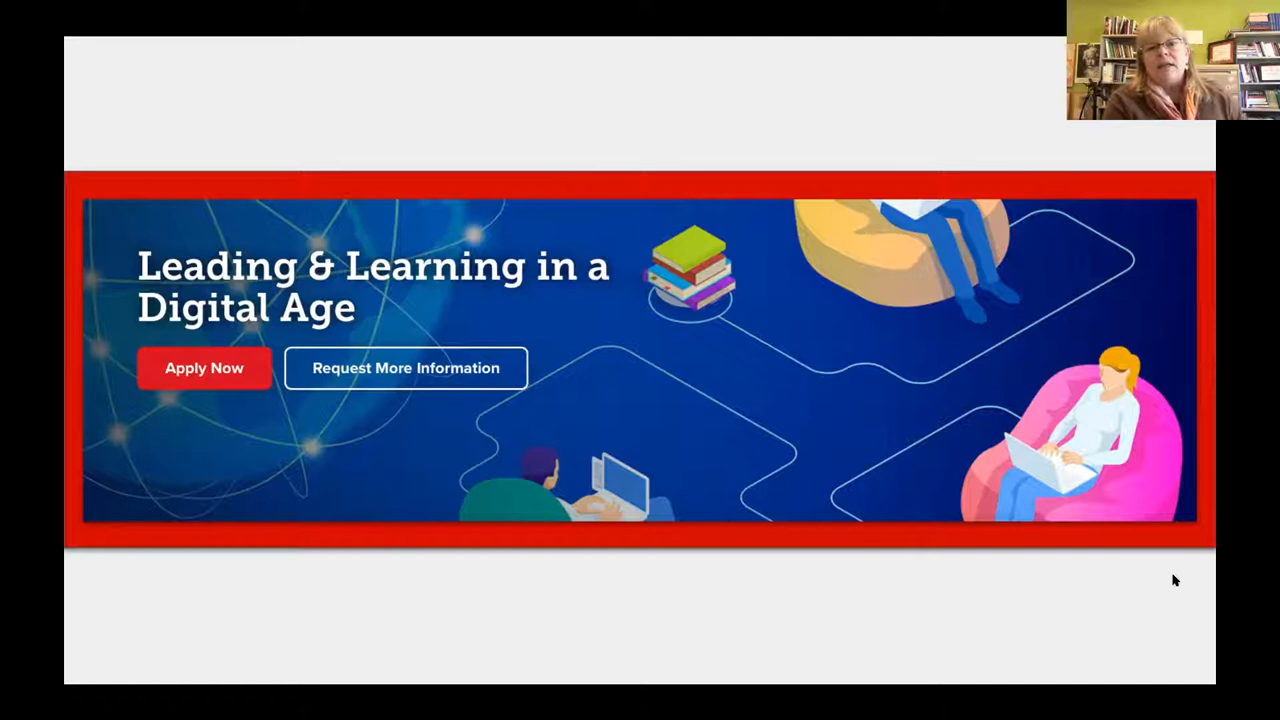 Leading & Learning in a
Digital Age
Apply Now
Request More Information